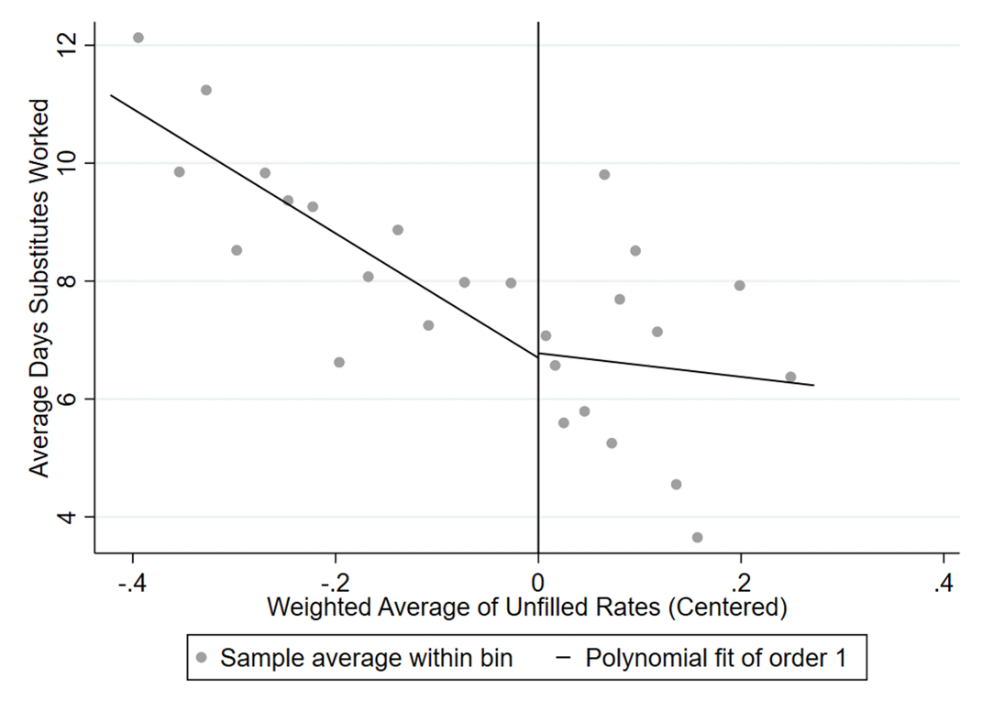 Average Days Substitutes Worked
12
10
8
6
4
-.4 -.2 0 .2 .4
Weighted Average of Unfilled Rates (Centered)
Sample average within bin
Polynomial fit of order 1